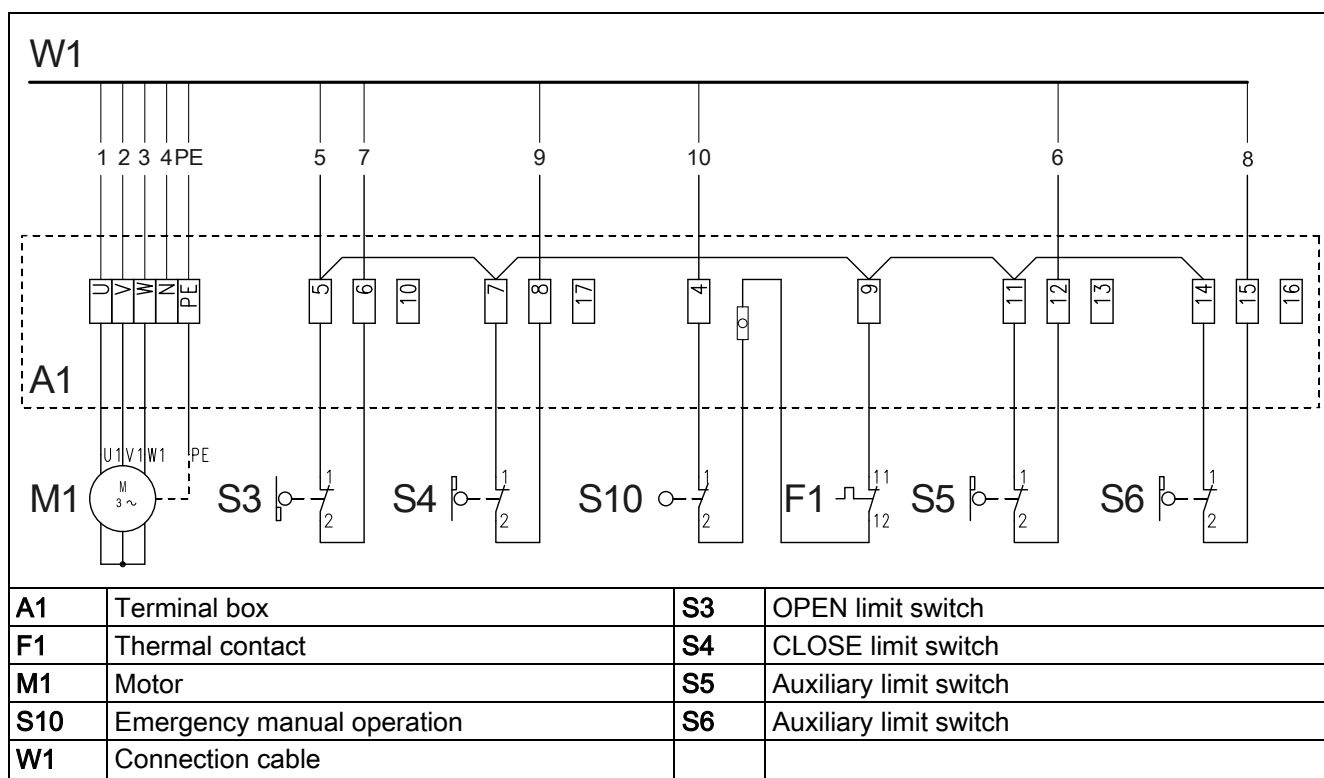 W1
1 2 3 4 PE 5 7 9 10 6 8
U V W N PE 5 6 10 7 8 17 4 9 11 12 13 14 15 16
A1
U1 V1 W1 PE
M1 M 3 ~ S3 1 2 S4 1 2 S10 1 2 F1 11 12 S5 1 2 S6 1 2
A1 Terminal box S3 OPEN limit switch
F1 Thermal contact S4 CLOSE limit switch
M1 Motor S5 Auxiliary limit switch
S10 Emergency manual operation S6 Auxiliary limit switch
W1 Connection cable